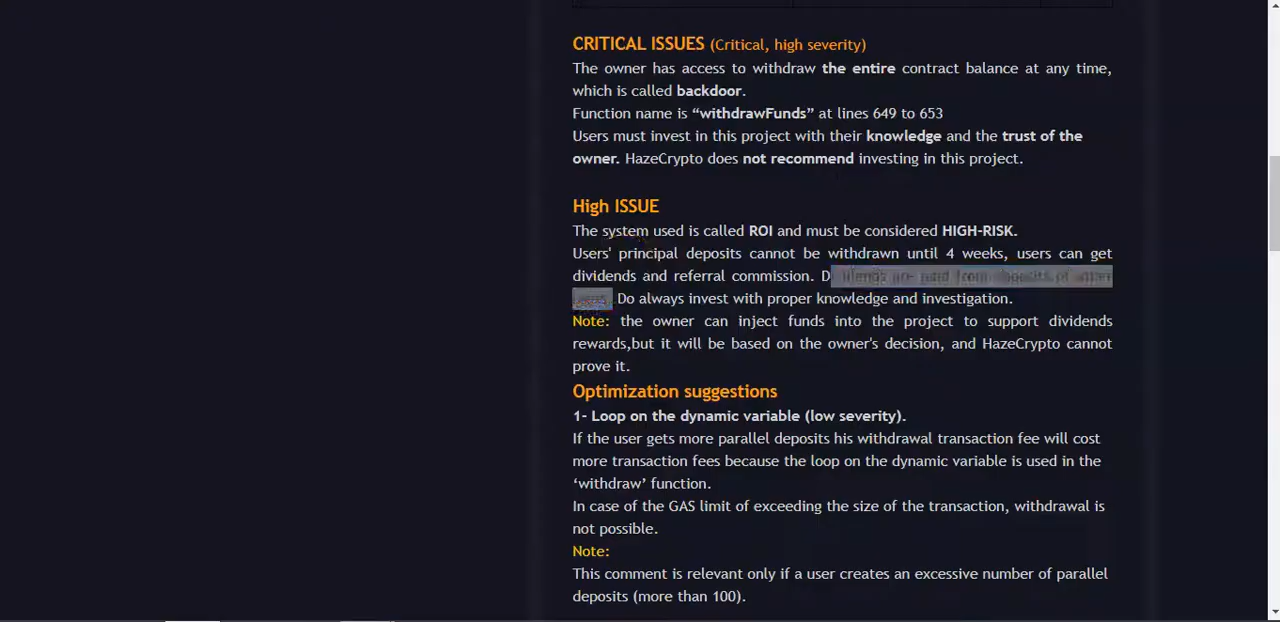 CRITICAL ISSUES (Critical, high severity)
The owner has access to withdraw the entire contract balance at any time,
which is called backdoor.
Function name is “withdrawFunds” at lines 649 to 653
Users must invest in this project with their knowledge and the trust of the
owner. HazeCrypto does not recommend investing in this project.
High ISSUE
The system used is called ROI and must be considered HIGH-RISK.
Users' principal deposits cannot be withdrawn until 4 weeks, users can get
dividends and referral commission. D are paid from deposits of
Do always invest with proper knowledge and investigation.
Note: the owner can inject funds into the project to support dividends
rewards,but it will be based on the owner's decision, and HazeCrypto cannot
prove it.
Optimization suggestions
1- Loop on the dynamic variable (low severity).
If the user gets more parallel deposits his withdrawal transaction fee will cost
more transaction fees because the loop on the dynamic variable is used in the
‘withdraw’ function.
In case of the GAS limit of exceeding the size of the transaction, withdrawal is
not possible.
Note:
This comment is relevant only if a user creates an excessive number of parallel
deposits (more than 100).